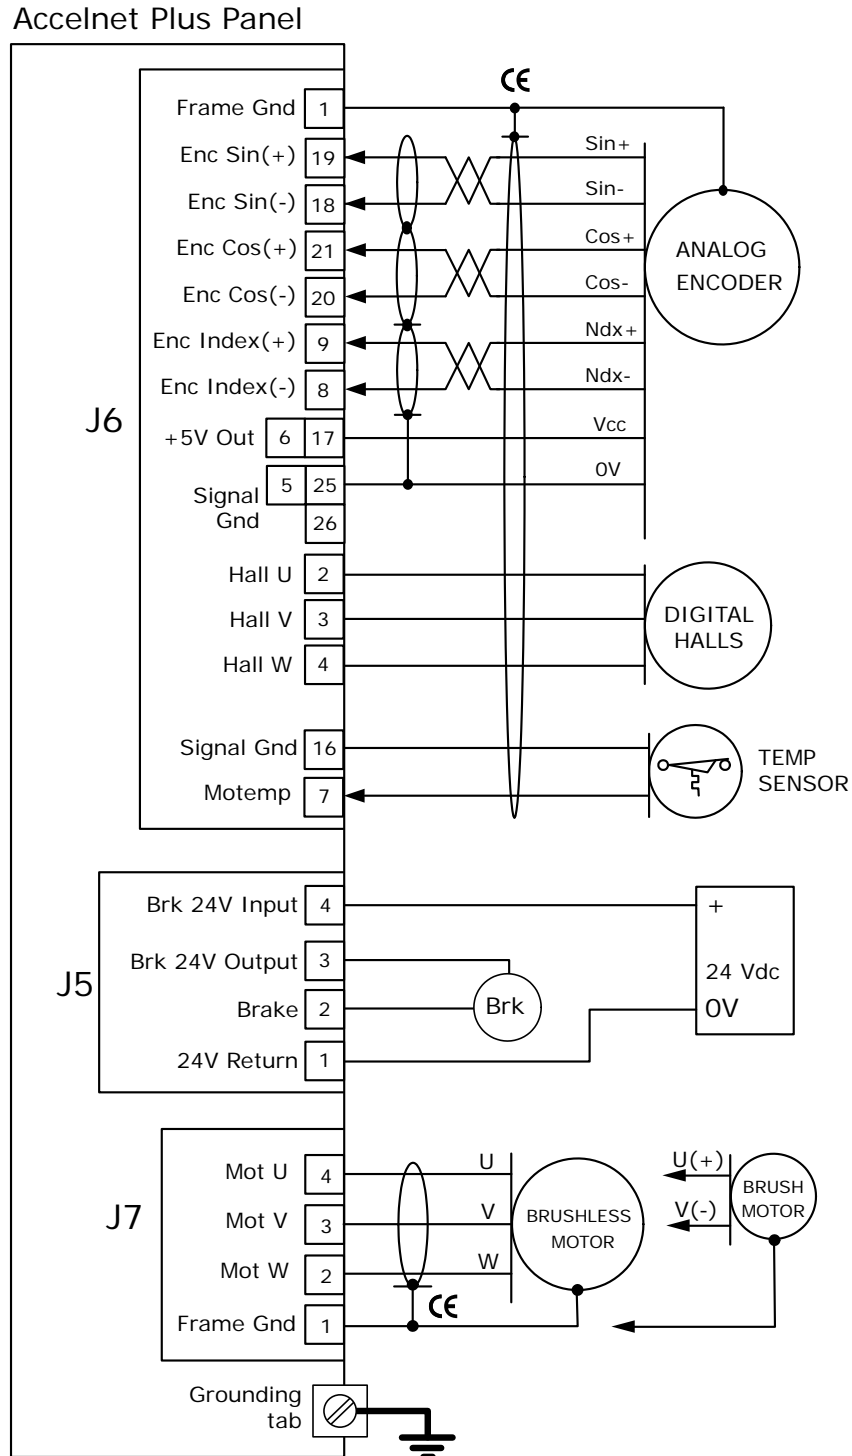 Accelnet Plus Panel
CE
Frame Gnd 1
Enc Sin(+) 19 Sin+
Enc Sin(-) 18 Sin-
Enc Cos(+) 21 Cos+
Enc Cos(-) 20 Cos-
ANALOG
ENCODER
Enc Index(+) 9 Ndx+
Enc Index(-) 8 Ndx-
J6
+5V Out 6 17 Vcc
Signal
Gnd
5 25 0V
26
Hall U 2
Hall V 3
Hall W 4
DIGITAL
HALLS
Signal Gnd 16
Motemp 7
TEMP
SENSOR
J5
Brk 24V Input 4 +
Brk 24V Output 3
24 Vdc
Brake 2 Brk 0V
24V Return 1
J7
Mot U 4 U U(+)
Mot V 3 V V(-)
Mot W 2 W
BRUSHLESS
MOTOR
BRUSH
MOTOR
CE
Frame Gnd 1
Grounding
tab